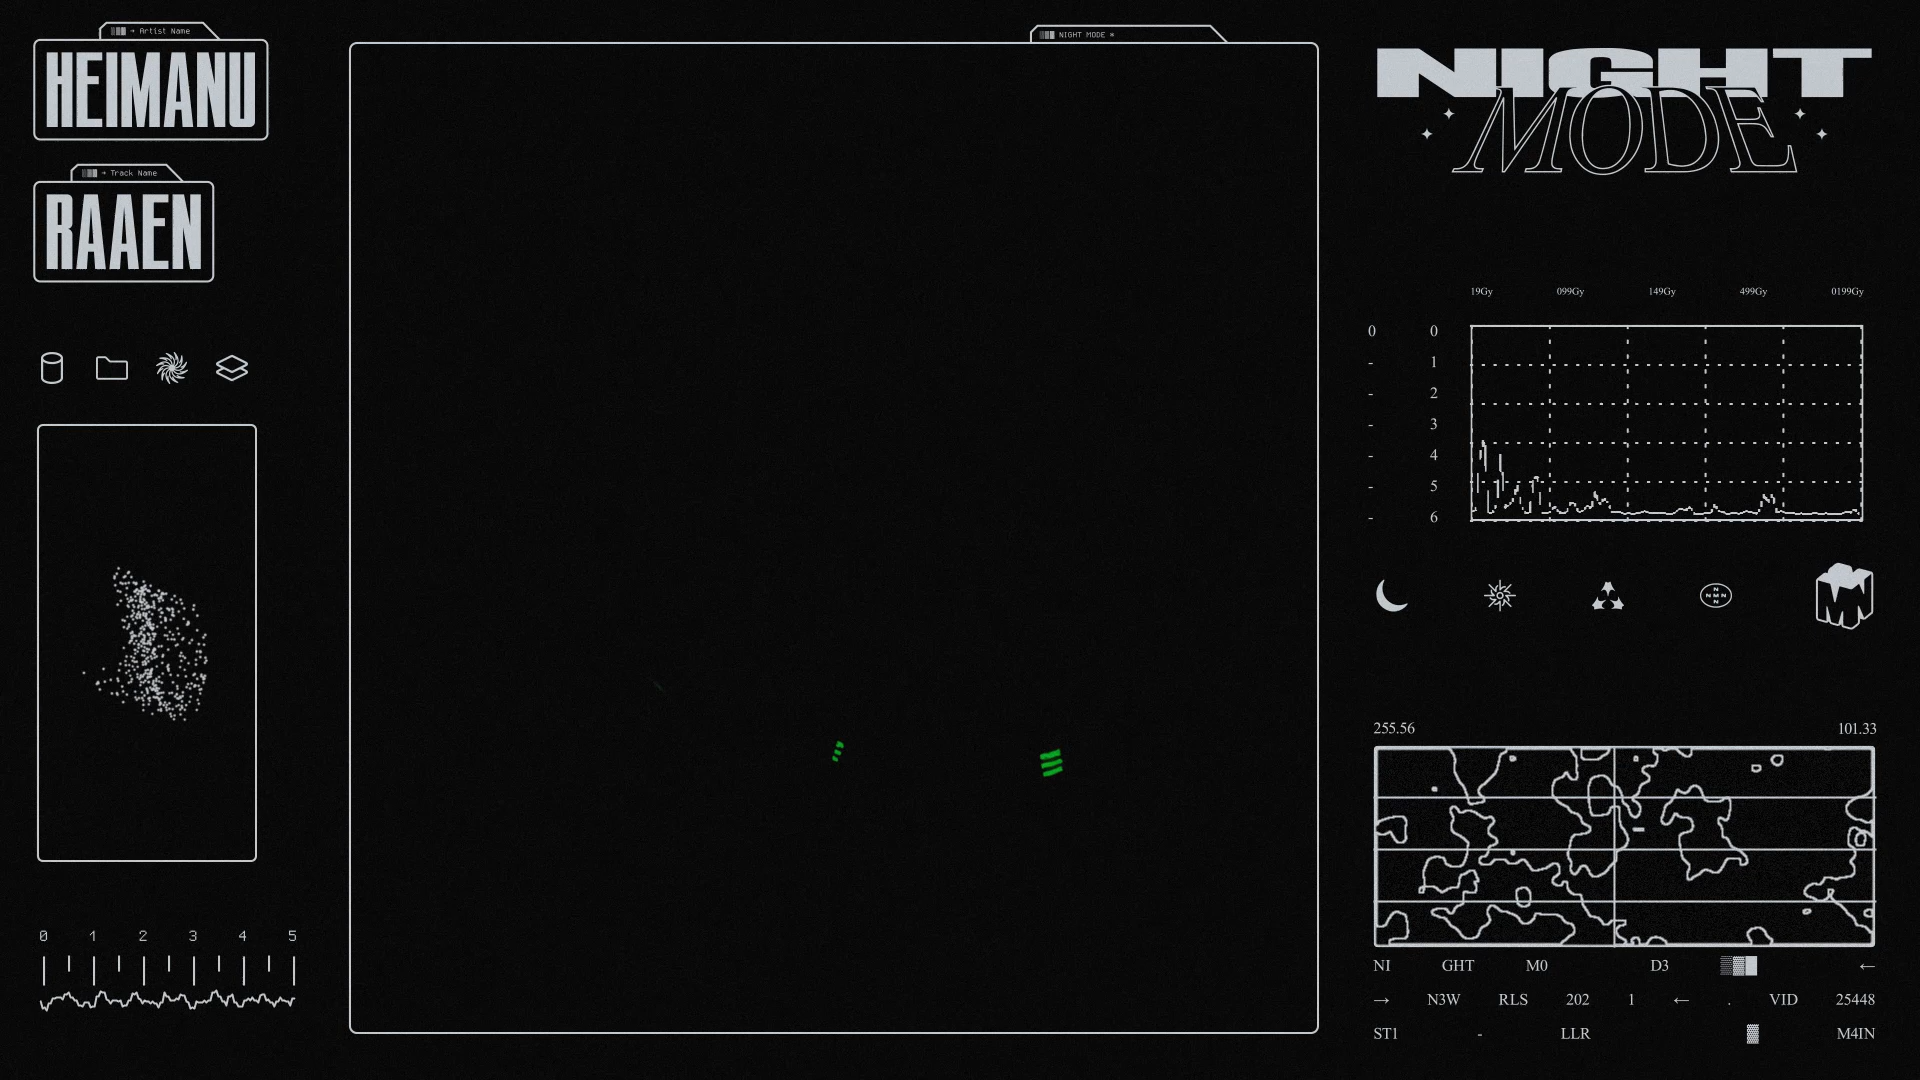 → Artist Name
HEIMANU
→ Track Name
RAAEN
0 1 2 3 4 5
NIGHT MODE *
NIGHT
MODE
19Gy 099Gy 149Gy 499Gy 0199Gy
0 0
- 1
- 2
- 3
- 4
- 5
- 6
N
NMN
N
255.56 101.33
NI GHT M0 D3 ←
→ N3W RLS 202 1 ← . VID 25448
ST1 - LLR M4IN